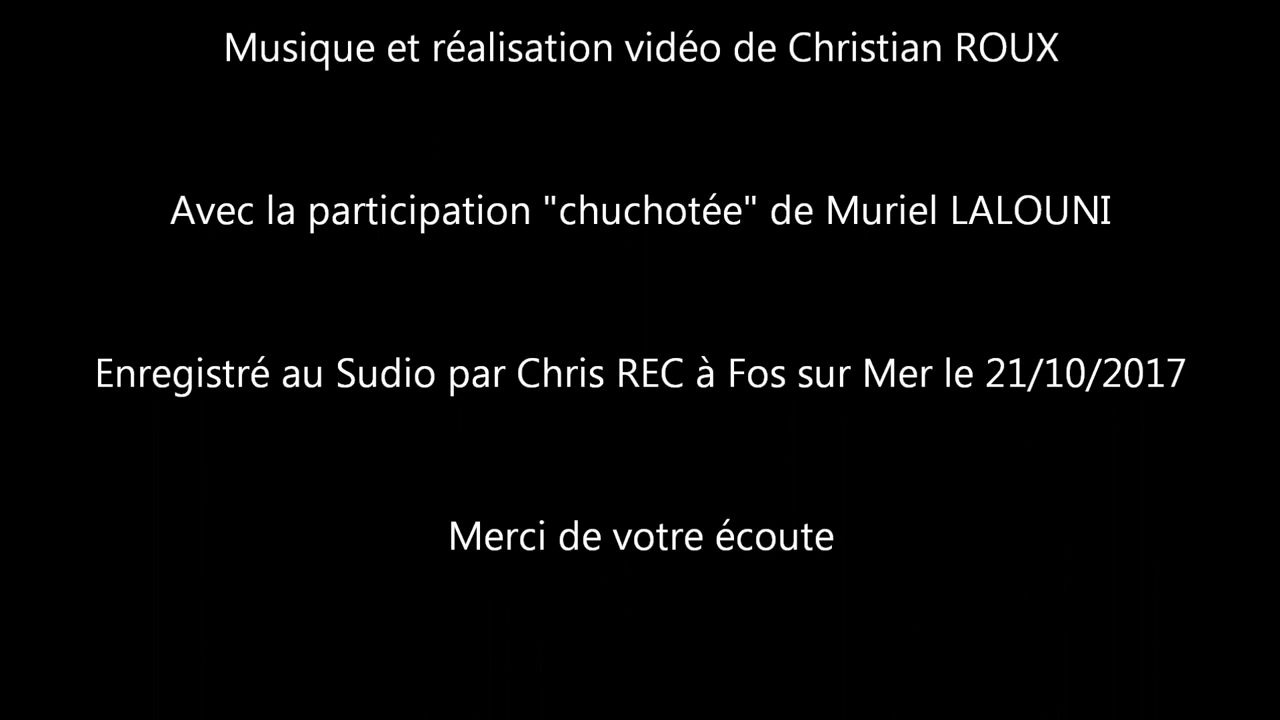 Musique et réalisation vidéo de Christian ROUX
Avec la participation "chuchotée" de Muriel LALOUNI
Enregistré au Sudio par Chris REC à Fos sur Mer le 21/10/2017
Merci de votre écoute